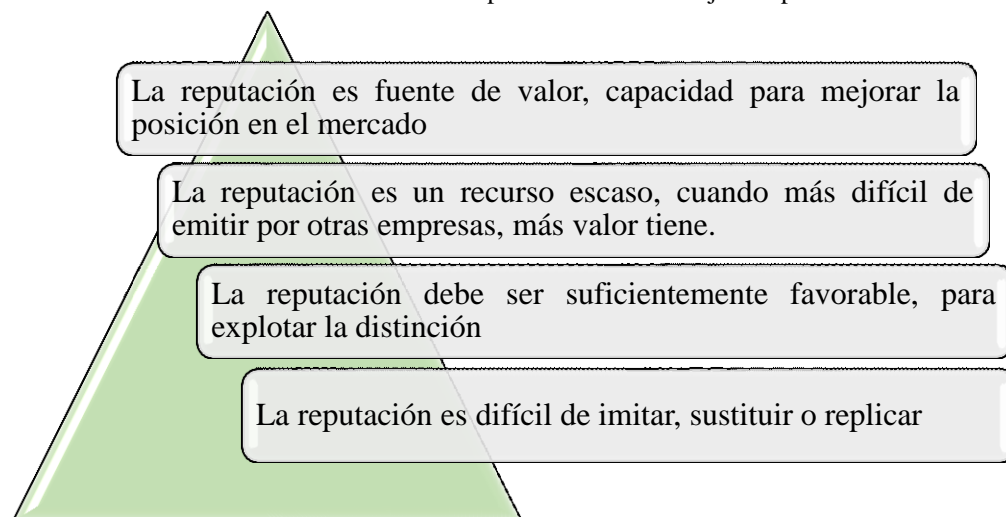 La reputación es fuente de valor, capacidad para mejorar la
posición en el mercado
La reputación es un recurso escaso, cuando más difícil de
emitir por otras empresas, más valor tiene.
La reputación debe ser suficientemente favorable, para
explotar la distinción
La reputación es difícil de imitar, sustituir o replicar